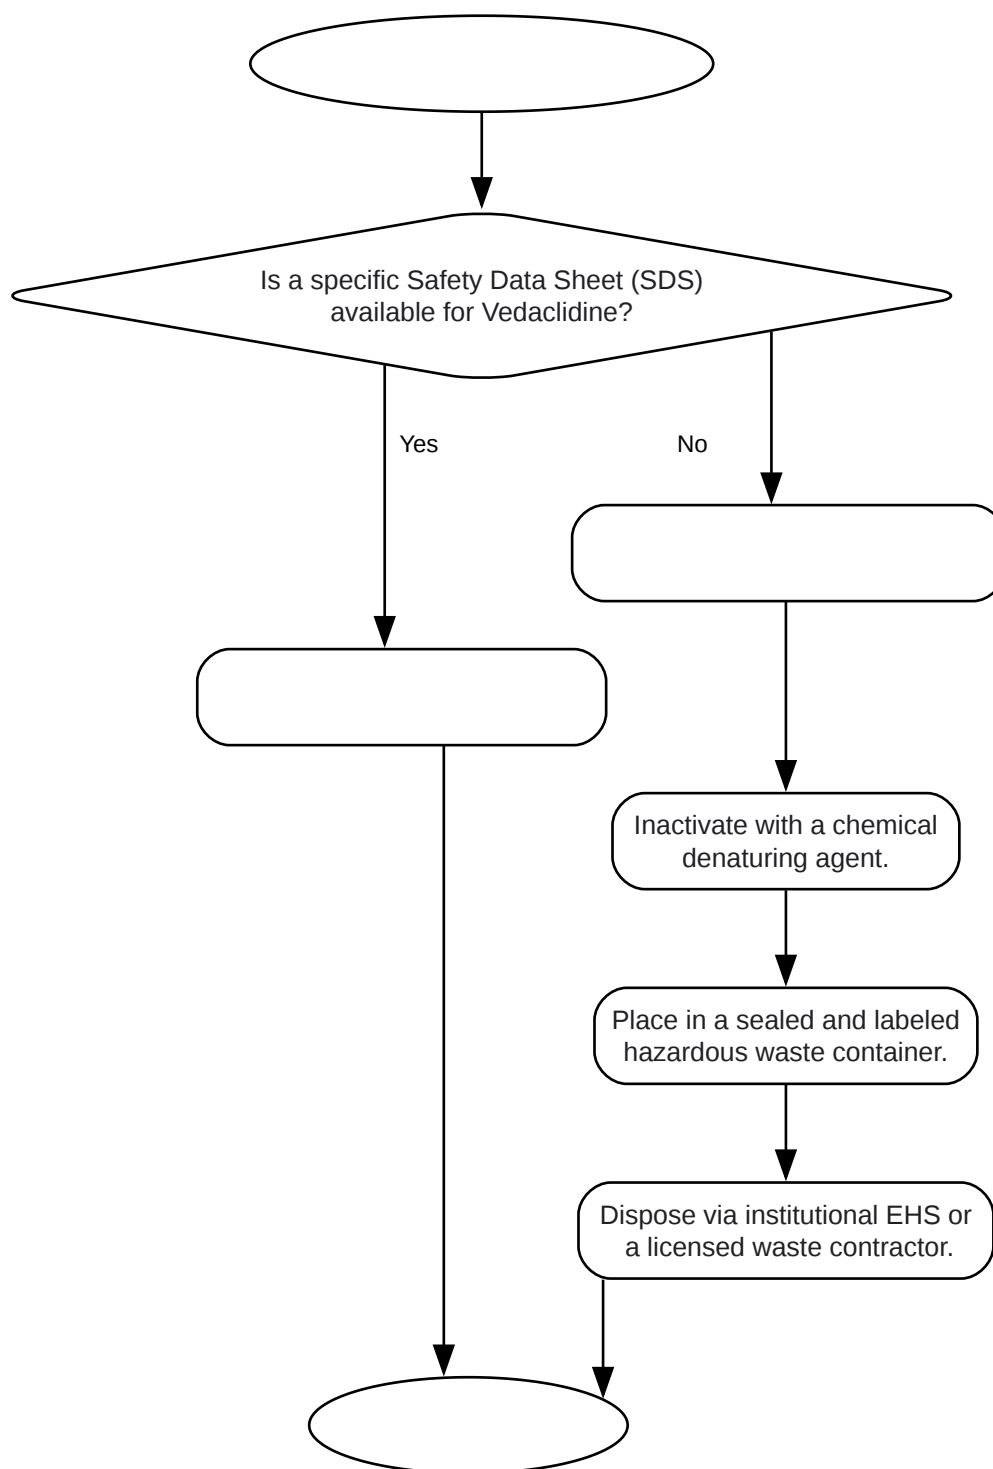 Is a specific Safety Data Sheet (SDS)
available for Vedaclidine?
Yes
No
Inactivate with a chemical
denaturing agent.
Place in a sealed and labeled
hazardous waste container.
Dispose via institutional EHS or
a licensed waste contractor.